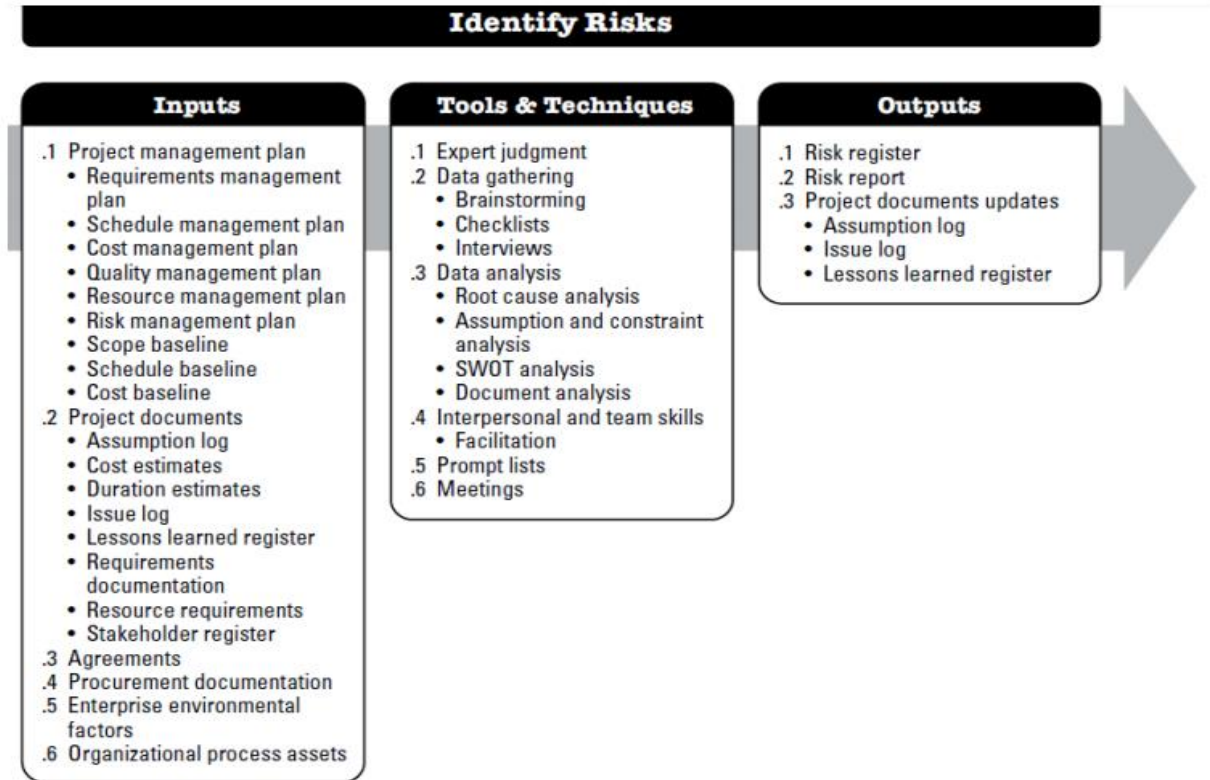 Identify Risks
Inputs
.1 Project management plan
• Requirements management
plan
• Schedule management plan
• Cost management plan
• Quality management plan
• Resource management plan
• Risk management plan
• Scope baseline
• Schedule baseline
• Cost baseline
.2 Project documents
• Assumption log
• Cost estimates
• Duration estimates
• Issue log
• Lessons learned register
• Requirements
documentation
• Resource requirements
• Stakeholder register
.3 Agreements
.4 Procurement documentation
.5 Enterprise environmental
factors
.6 Organizational process assets
Tools & Techniques
.1 Expert judgment
.2 Data gathering
• Brainstorming
• Checklists
• Interviews
.3 Data analysis
• Root cause analysis
• Assumption and constraint
analysis
• SWOT analysis
• Document analysis
.4 Interpersonal and team skills
• Facilitation
.5 Prompt lists
.6 Meetings
Outputs
.1 Risk register
.2 Risk report
.3 Project documents updates
• Assumption log
• Issue log
• Lessons learned register